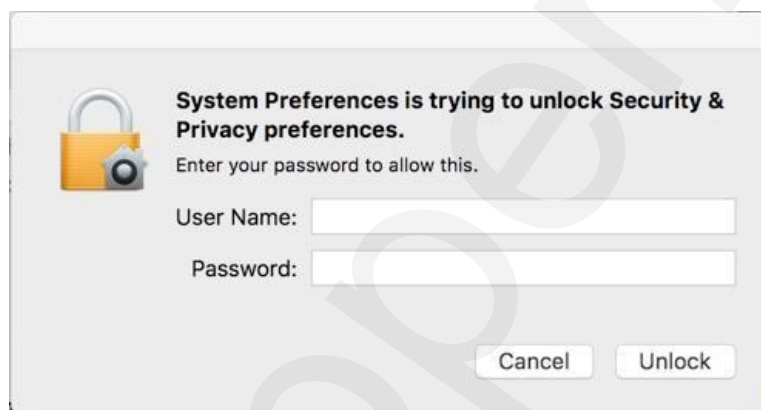 System Preferences is trying to unlock Security &
Privacy preferences.
Enter your password to allow this.
User Name:
Password:
Cancel
Unlock